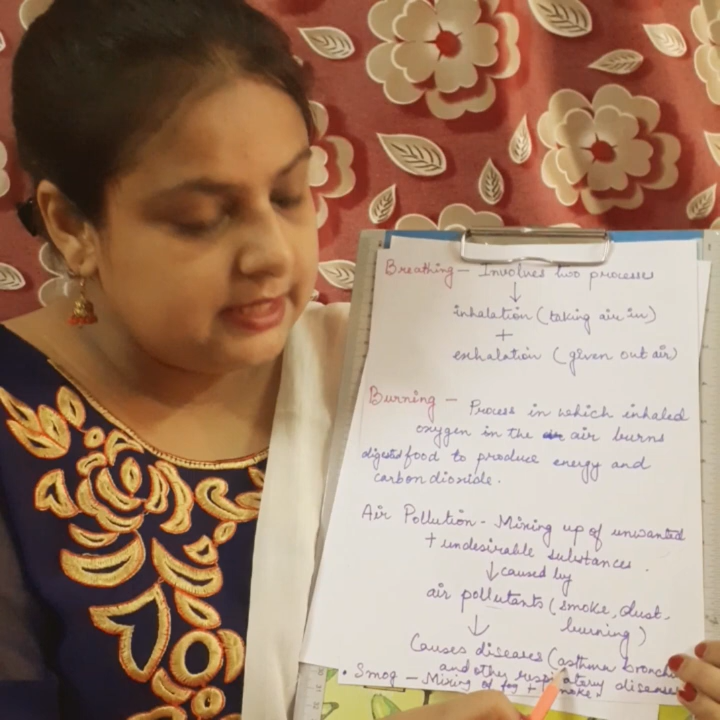 Breathing — Involves two processes
↓
inhalation (taking air in)
+
exhalation (given out air)
Burning — Process in which inhaled
oxygen in the air burns
digested food to produce energy and
carbon dioxide.
Air Pollution - Mixing up of unwanted
+ undesirable substances.
↓ caused by
air pollutants (smoke, dust,
burning)
↓
Causes diseases (asthma
and other respiratory diseases
• Smog — Mixing of fog + smoke.